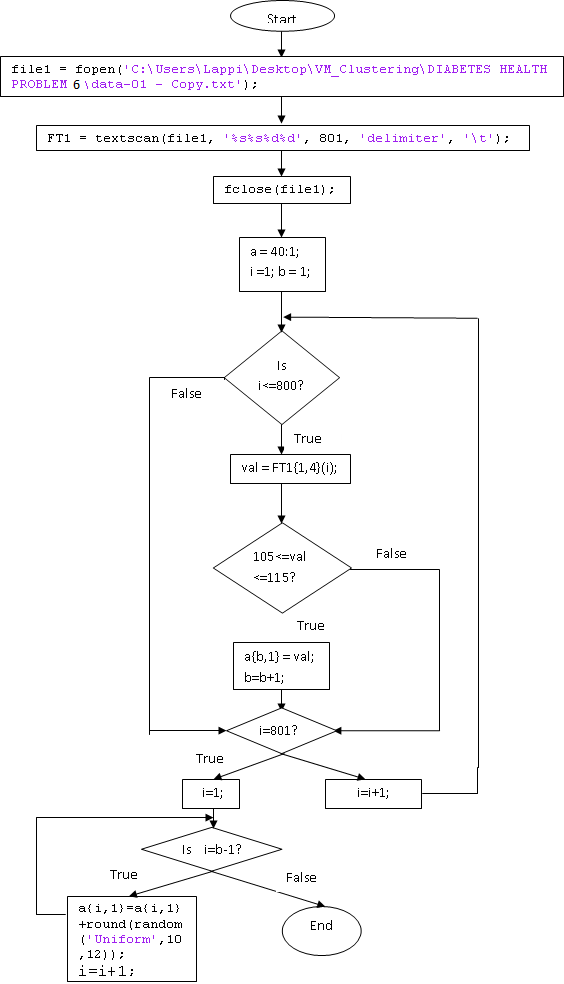 Start
file1 = fopen('C:\Users\Lappi\Desktop\VM_Clustering\DIABETES HEALTH
PROBLEM 6\data-01 - Copy.txt');
FT1 = textscan(file1, '%s%s%d%d', 801, 'delimiter', '\t');
fclose(file1);
a = 40:1;
i =1; b = 1;
Is
i<=800?
False
True
val = FT1{1,4}(i);
105<=val
<=115?
False
True
a{b,1} = val;
b=b+1;
i=801?
True
i=1;
i=i+1;
Is i=b-1?
True
False
a{i,1}=a{i,1}
+round(random
('Uniform',10
,12));
i=i+1;
End